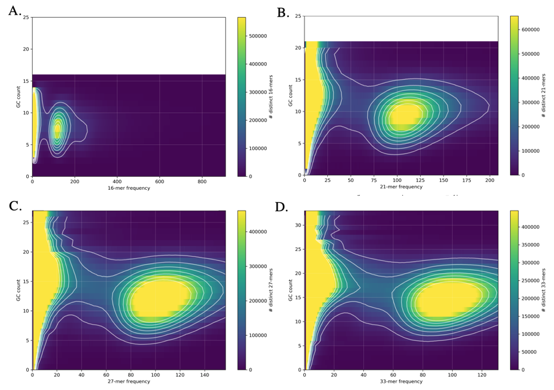 A.
25
20
15
10
5
0
0 200 400 600 800
16-mer frequency
GC count
500000
400000
300000
200000
100000
0
# distinct 16-mers
B.
25
20
15
10
5
0
0 25 50 75 100 125 150 175 200
21-mer frequency
GC count
600000
500000
400000
300000
200000
100000
0
# distinct 21-mers
C.
25
20
15
10
5
0
0 20 40 60 80 100 120 140
27-mer frequency
GC count
400000
300000
200000
100000
0
# distinct 27-mers
D.
30
25
20
15
10
5
0
0 20 40 60 80 100 120
33-mer frequency
GC count
400000
350000
300000
250000
200000
150000
100000
50000
0
# distinct 33-mers